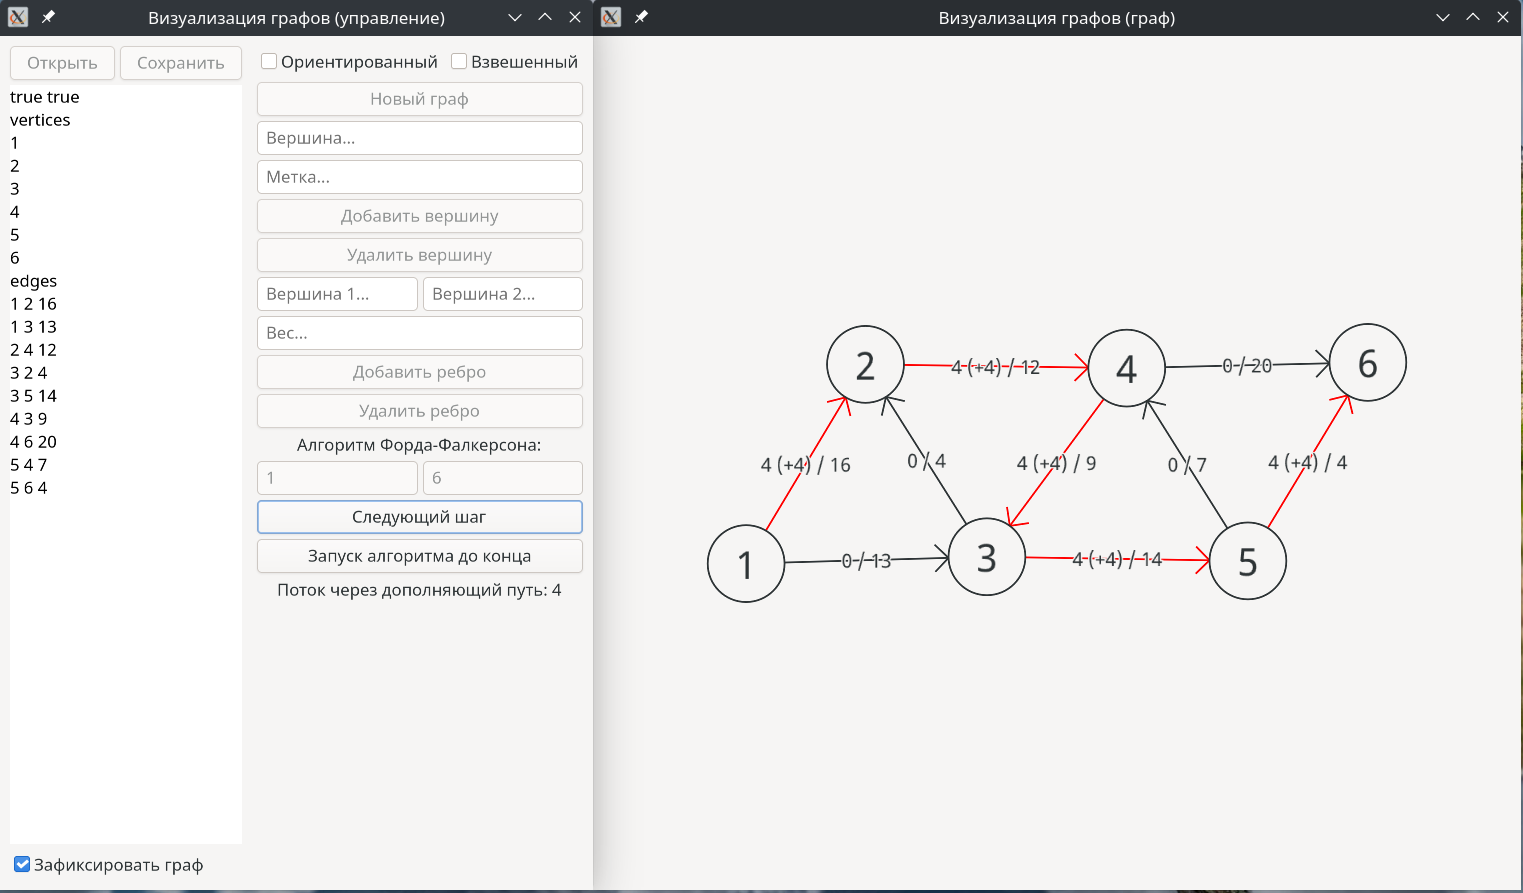 Визуализация графов (управление)
Открыть
Сохранить
true true
vertices
1
2
3
4
5
6
edges
1 2 16
1 3 13
2 4 12
3 2 4
3 5 14
4 3 9
4 6 20
5 4 7
5 6 4
Зафиксировать граф
Ориентированный
Взвешенный
Новый граф
Вершина...
Метка...
Добавить вершину
Удалить вершину
Вершина 1...
Вершина 2...
Вес...
Добавить ребро
Удалить ребро
Алгоритм Форда-Фалкерсона:
1
6
Следующий шаг
Запуск алгоритма до конца
Поток через дополняющий путь: 4
Визуализация графов (граф)
2
4 (+4) / 12
4
0 / 20
6
4 (+4) / 16
0 / 4
4 (+4) / 9
0 / 7
4 (+4) / 4
1
0 / 13
3
4 (+4) / 14
5